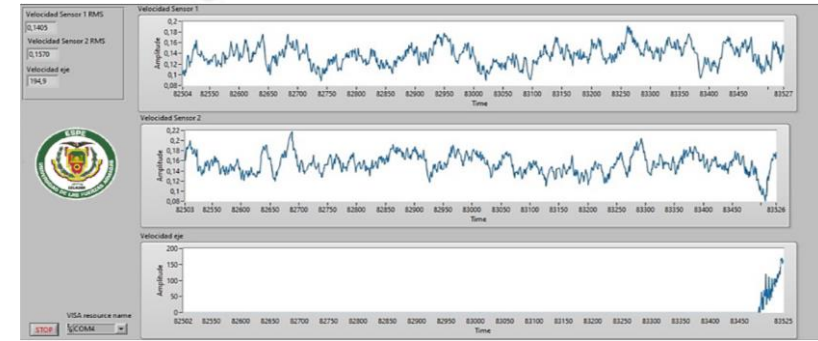 Velocidad Sensor 1 RMS
0,1405
Velocidad Sensor 2 RMS
0,1570
Velocidad eje
194,9
Velocidad Sensor 1
Amplitude
0,2
0,18
0,16
0,14
0,12
0,1
0,08
82504 82550 82600 82650 82700 82750 82800 82850 82900 82950 83000 83050 83100 83150 83200 83250 83300 83350 83400 83450 83527
Time
Velocidad Sensor 2
Amplitude
0,22
0,2
0,18
0,16
0,14
0,12
0,1
0,08
82503 82550 82600 82650 82700 82750 82800 82850 82900 82950 83000 83050 83100 83150 83200 83250 83300 83350 83400 83450 83526
Time
ESPE
UNIVERSIDAD DE LAS FUERZAS ARMADAS
Velocidad eje
Amplitude
200
150
100
50
0
82502 82550 82600 82650 82700 82750 82800 82850 82900 82950 83000 83050 83100 83150 83200 83250 83300 83350 83400 83450 83525
Time
VISA resource name
STOP
COM4